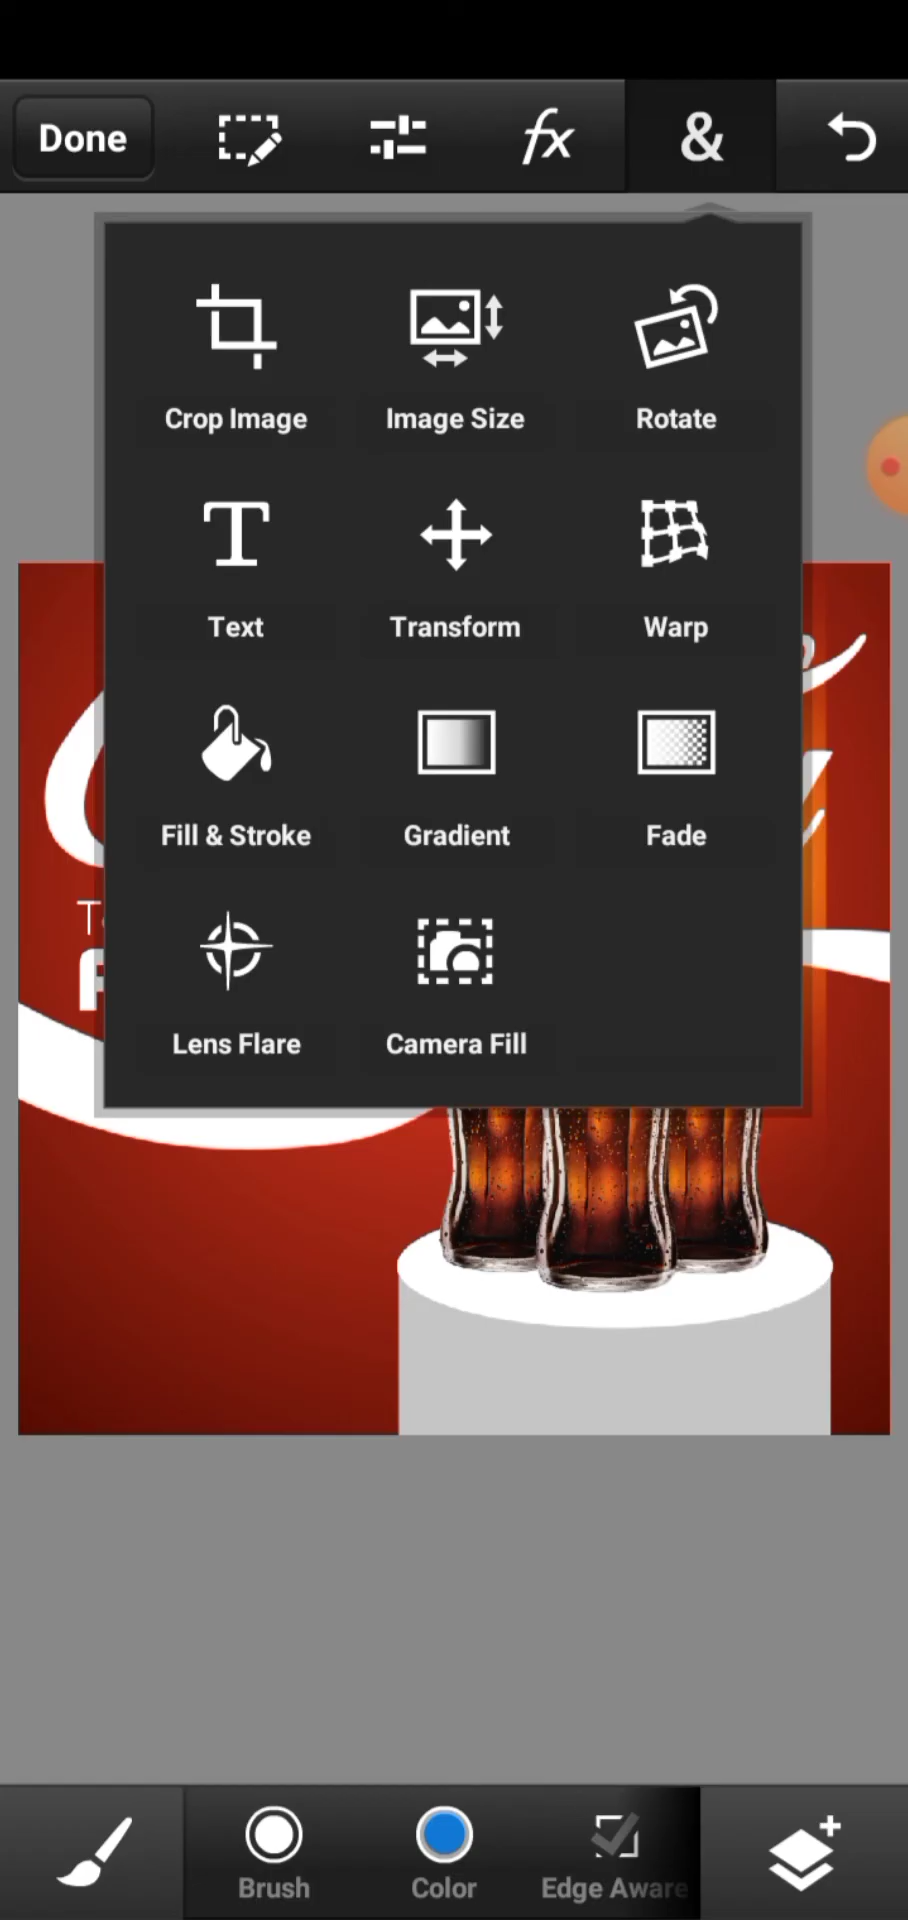 Done fx &
Crop Image Image Size Rotate
Text Transform Warp
Fill & Stroke Gradient Fade
Lens Flare Camera Fill
Brush Color Edge Aware